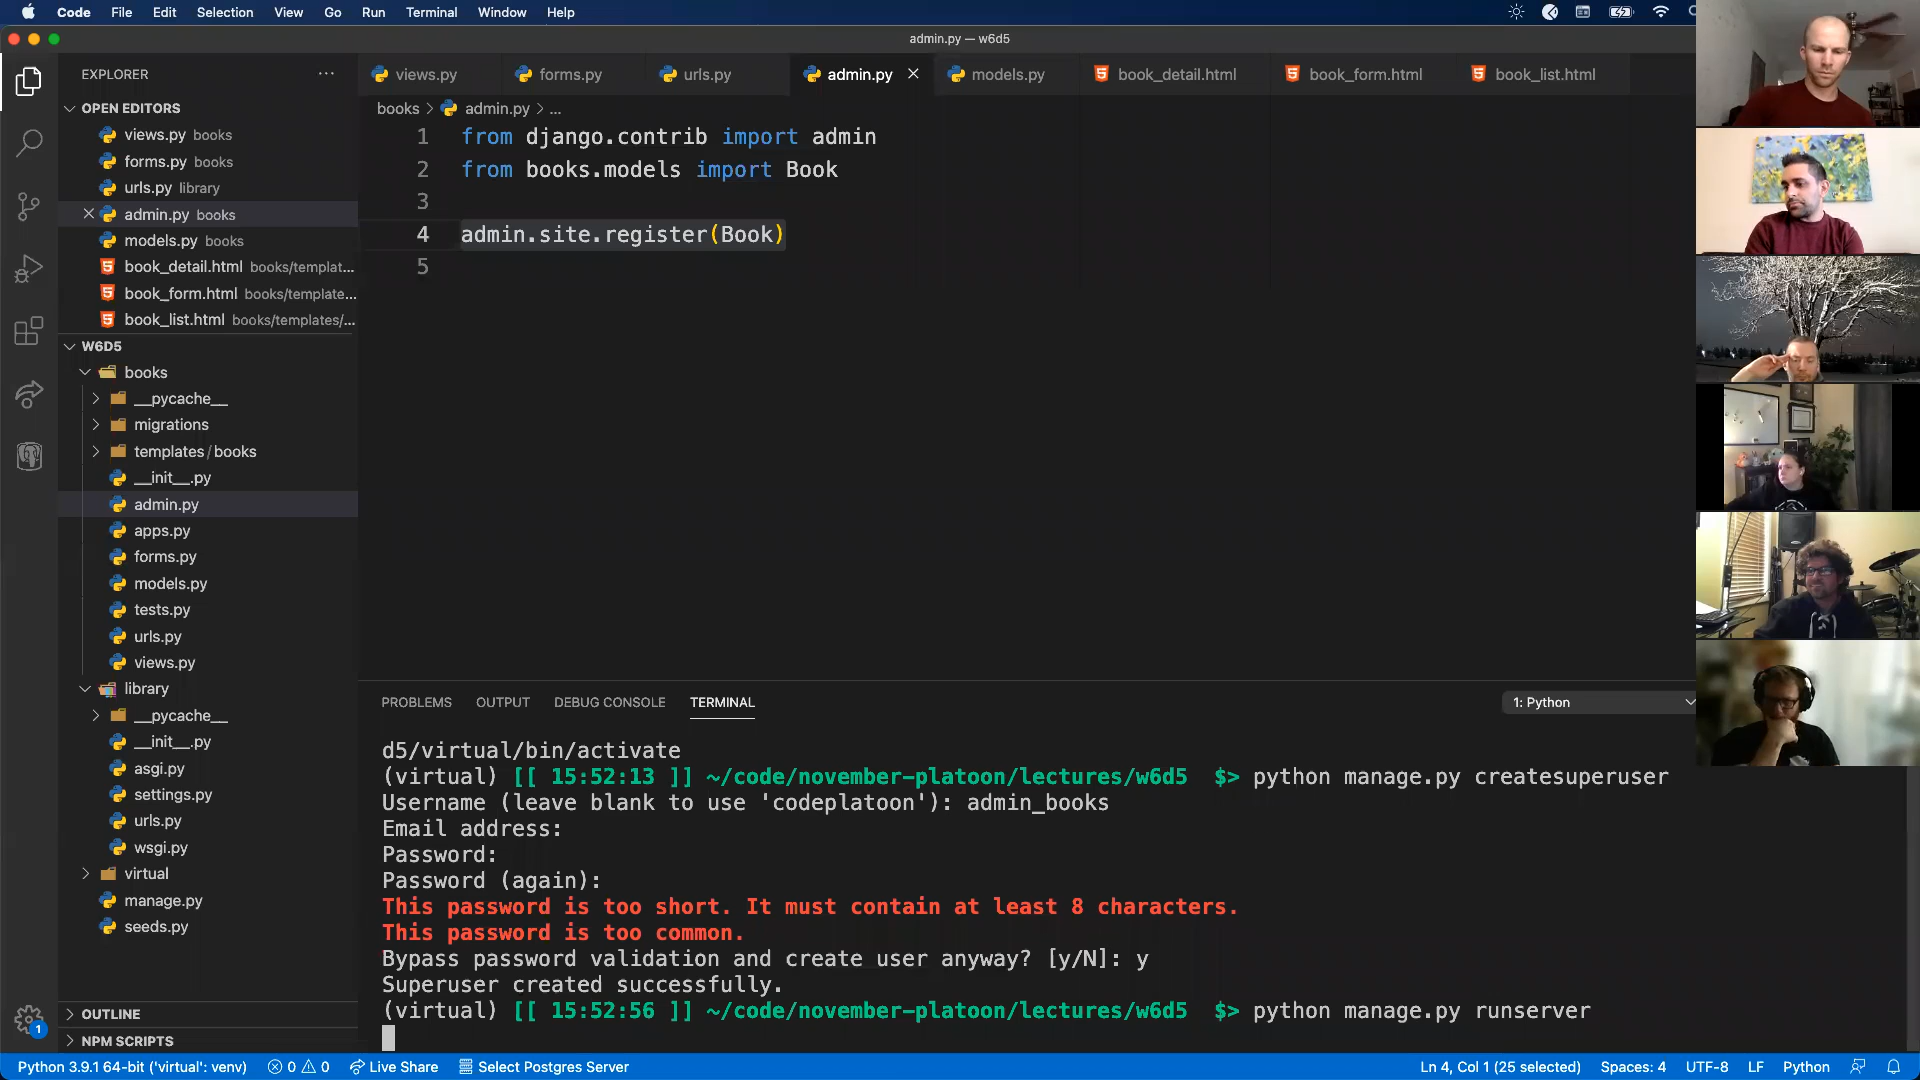 Code File Edit Selection View Go Run Terminal Window Help
admin.py — w6d5
EXPLORER
views.py forms.py urls.py admin.py models.py book_detail.html book_form.html book_list.html
OPEN EDITORS
views.py books
forms.py books
urls.py library
admin.py books
models.py books
book_detail.html books/templat...
book_form.html books/template...
book_list.html books/templates/...
W6D5
books
__pycache__
migrations
templates/books
__init__.py
admin.py
apps.py
forms.py
models.py
tests.py
urls.py
views.py
library
__pycache__
__init__.py
asgi.py
settings.py
urls.py
wsgi.py
virtual
manage.py
seeds.py
OUTLINE
NPM SCRIPTS
books > admin.py > ...
1 from django.contrib import admin
2 from books.models import Book
3
4 admin.site.register(Book)
5
PROBLEMS OUTPUT DEBUG CONSOLE TERMINAL
1: Python
d5/virtual/bin/activate
(virtual) [[ 15:52:13 ]] ~/code/november-platoon/lectures/w6d5 $> python manage.py createsuperuser
Username (leave blank to use 'codeplatoon'): admin_books
Email address:
Password:
Password (again):
This password is too short. It must contain at least 8 characters.
This password is too common.
Bypass password validation and create user anyway? [y/N]: y
Superuser created successfully.
(virtual) [[ 15:52:56 ]] ~/code/november-platoon/lectures/w6d5 $> python manage.py runserver
1
Python 3.9.1 64-bit ('virtual': venv) 0 0 Live Share Select Postgres Server Ln 4, Col 1 (25 selected) Spaces: 4 UTF-8 LF Python